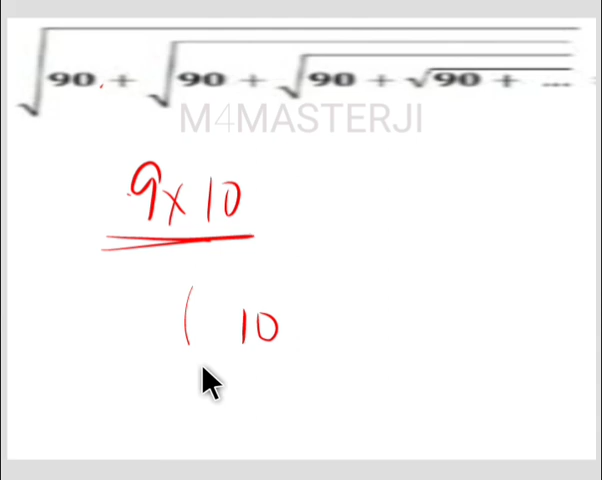 √90 + √90 + √90 + √90 + ...
M4MASTERJI
9x10
( 10